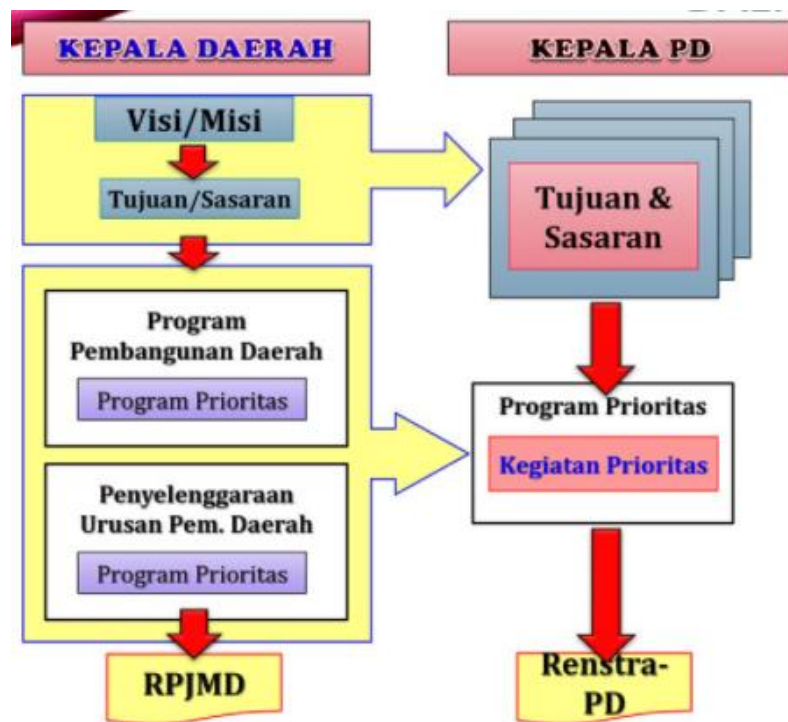 KEPALA DAERAH
KEPALA PD
Visi/Misi
Tujuan/Sasaran
Tujuan &
Sasaran
Program
Pembangunan Daerah
Program Prioritas
Program Prioritas
Kegiatan Prioritas
Penyelenggaraan
Urusan Pem. Daerah
Program Prioritas
RPJMD
Renstra-
PD